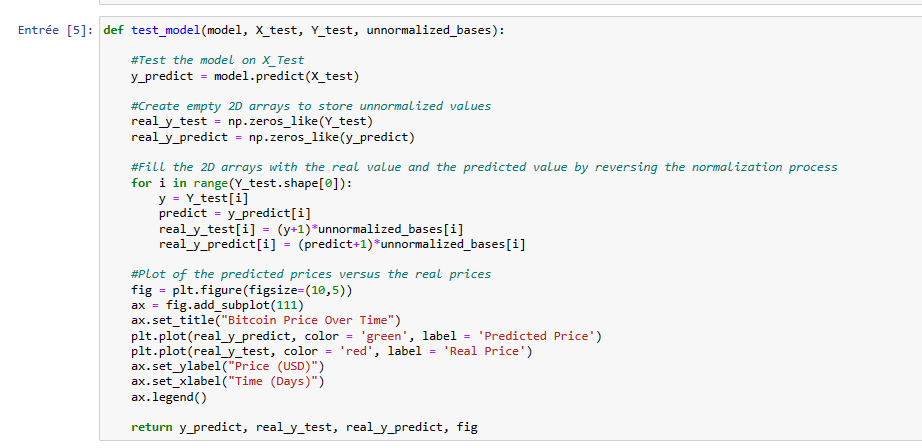 Entrée [5]: def test_model(model, X_test, Y_test, unnormalized_bases):
#Test the model on X_Test
y_predict = model.predict(X_test)
#Create empty 2D arrays to store unnormalized values
real_y_test = np.zeros_like(Y_test)
real_y_predict = np.zeros_like(y_predict)
#Fill the 2D arrays with the real value and the predicted value by reversing the normalization process
for i in range(Y_test.shape[0]):
y = Y_test[i]
predict = y_predict[i]
real_y_test[i] = (y+1)*unnormalized_bases[i]
real_y_predict[i] = (predict+1)*unnormalized_bases[i]
#Plot of the predicted prices versus the real prices
fig = plt.figure(figsize=(10,5))
ax = fig.add_subplot(111)
ax.set_title("Bitcoin Price Over Time")
plt.plot(real_y_predict, color = 'green', label = 'Predicted Price')
plt.plot(real_y_test, color = 'red', label = 'Real Price')
ax.set_ylabel("Price (USD)")
ax.set_xlabel("Time (Days)")
ax.legend()
return y_predict, real_y_test, real_y_predict, fig